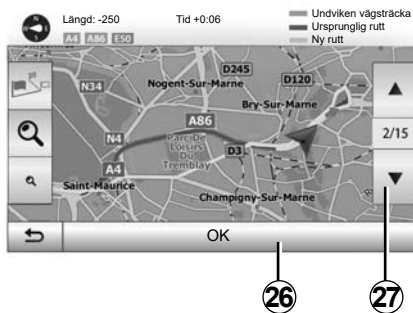 Längd: -250 Tid +0:06
Undviken vägsträcka
Ursprunglig rutt
Ny rutt
A4 A86 E50
D245
D120
N34
Nogent-Sur-Marne
Bry-Sur-Marne
A86
2/15
N4
Parc De
Loisirs
Du
Tremblay
D3
A4
Saint-Maurice
Champigny-Sur-Marne
OK
26 27